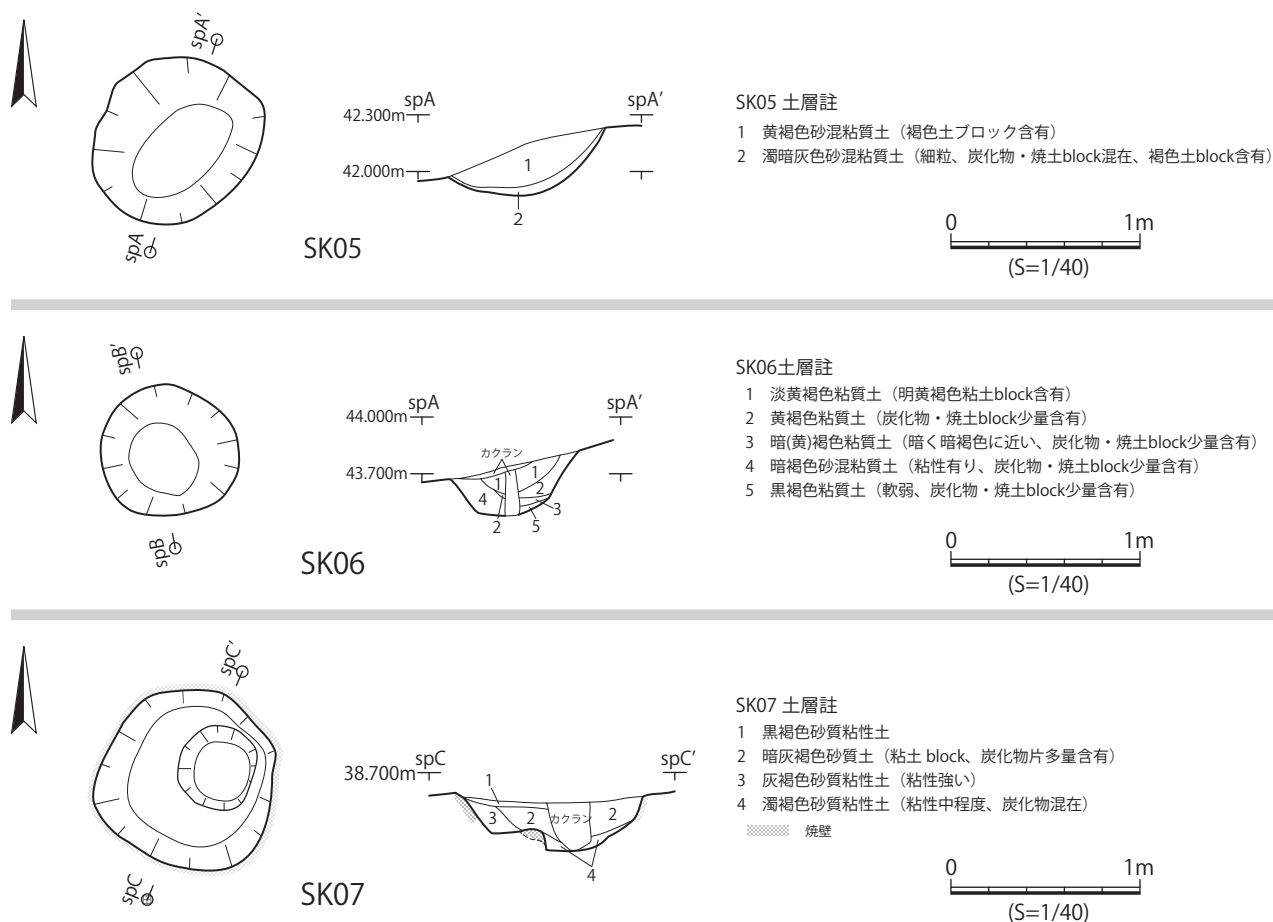 spA'
spA
SK05
spA
spA'
42.300m
42.000m
1
2
SK05 土層註
1 黄褐色砂混粘質土（褐色土ブロック含有）
2 濁暗灰色砂混粘質土（細粒、炭化物・焼土block混在、褐色土block含有）
0 1m
(S=1/40)
spB'
spB
SK06
spA
spA'
44.000m
43.700m
カクラン
1
1
2
4
3
2
5
SK06土層註
1 淡黄褐色粘質土（明黄褐色粘土block含有）
2 黄褐色粘質土（炭化物・焼土block少量含有）
3 暗(黄)褐色粘質土（暗く暗褐色に近い、炭化物・焼土block少量含有）
4 暗褐色砂混粘質土（粘性有り、炭化物・焼土block少量含有）
5 黒褐色粘質土（軟弱、炭化物・焼土block少量含有）
0 1m
(S=1/40)
spC'
spC
SK07
spC
spC'
38.700m
1
3
2
カクラン
2
4
SK07 土層註
1 黒褐色砂質粘性土
2 暗灰褐色砂質土（粘土 block、炭化物片多量含有）
3 灰褐色砂質粘性土（粘性強い）
4 濁褐色砂質粘性土（粘性中程度、炭化物混在）
焼壁
0 1m
(S=1/40)